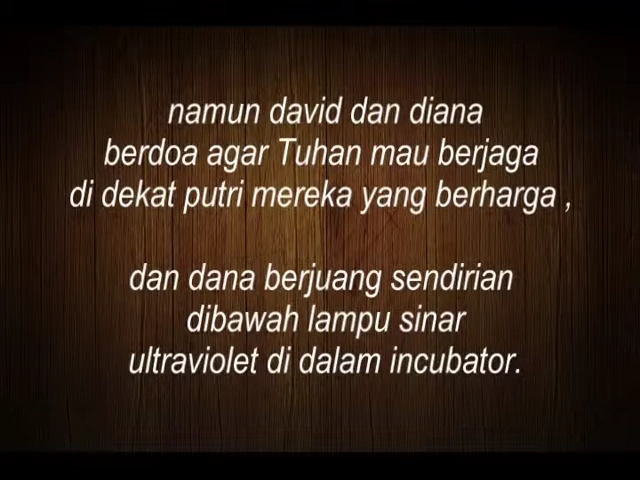 namun david dan diana
berdoa agar Tuhan mau berjaga
di dekat putri mereka yang berharga ,
dan dana berjuang sendirian
dibawah lampu sinar
ultraviolet di dalam incubator.